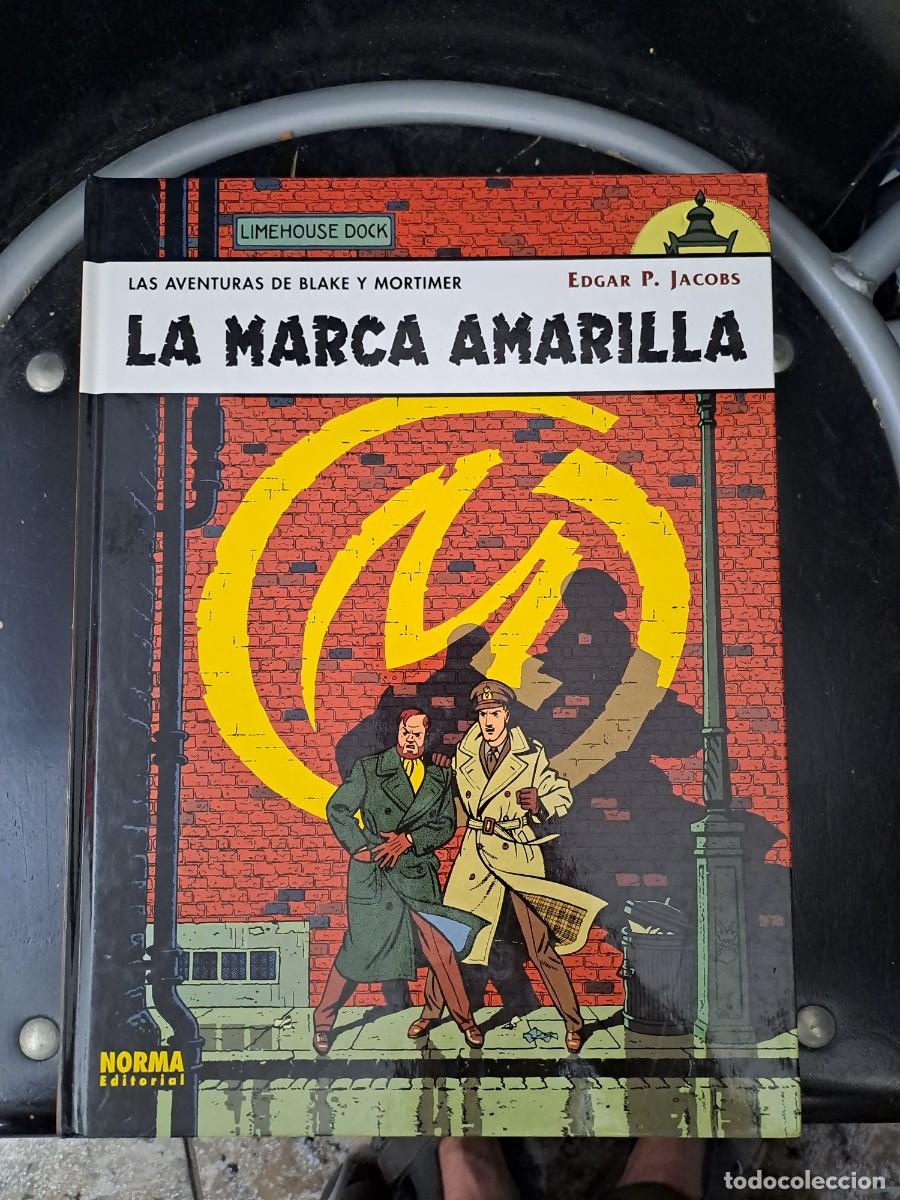 LIMEHOUSE DOCK
LAS AVENTURAS DE BLAKE Y MORTIMER
EDGAR P. JACOBS
LA MARCA AMARILLA
NORMA
Editorial
todocoleccion